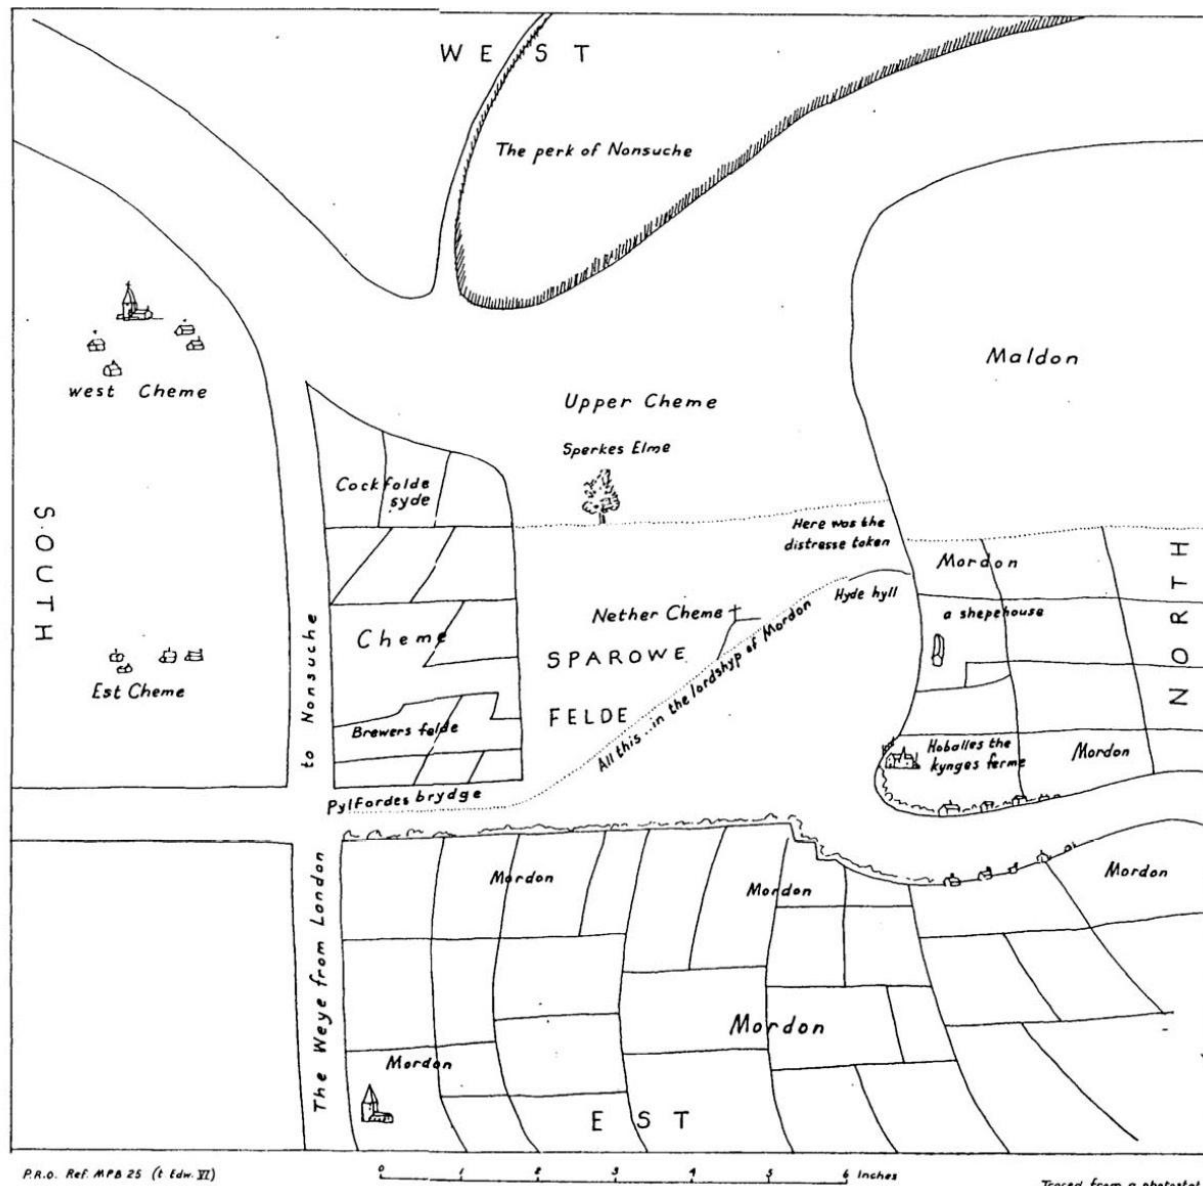 WEST
The perk of Nonsuche
west Cheme
Maldon
Upper Cheme
Sperkes Elme
Cockfolde
syde
Here was the
distresse taken
SOUTH
NORTH
Mordon
Hyde hyll
Nether Cheme
a shepehouse
Cheme
SPAROWE
FELDE
All this .. in the lordshyp of Mordon
Est Cheme
to Nonsuche
Brewers felde
Hoballes the
kynges ferme
Mordon
Pylfordes brydge
The Weye from London
Mordon
Mordon
Mordon
Mordon
Mordon
EST
P.R.O. Ref. MPB 25 (t Edw. VI)
0 1 2 3 4 5 6 Inches
Traced from a photostat